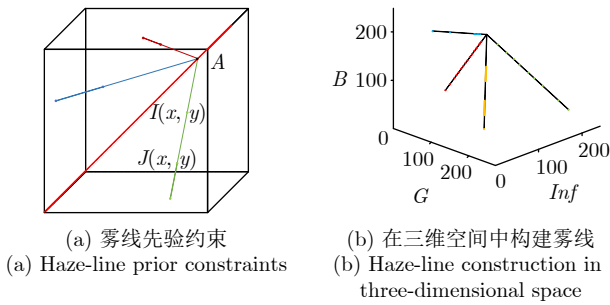 A
I(x, y)
J(x, y)
(a) 雾线先验约束
(a) Haze-line prior constraints
200
B
100
0
100
200
G
0
100
200
Inf
(b) 在三维空间中构建雾线
(b) Haze-line construction in
three-dimensional space